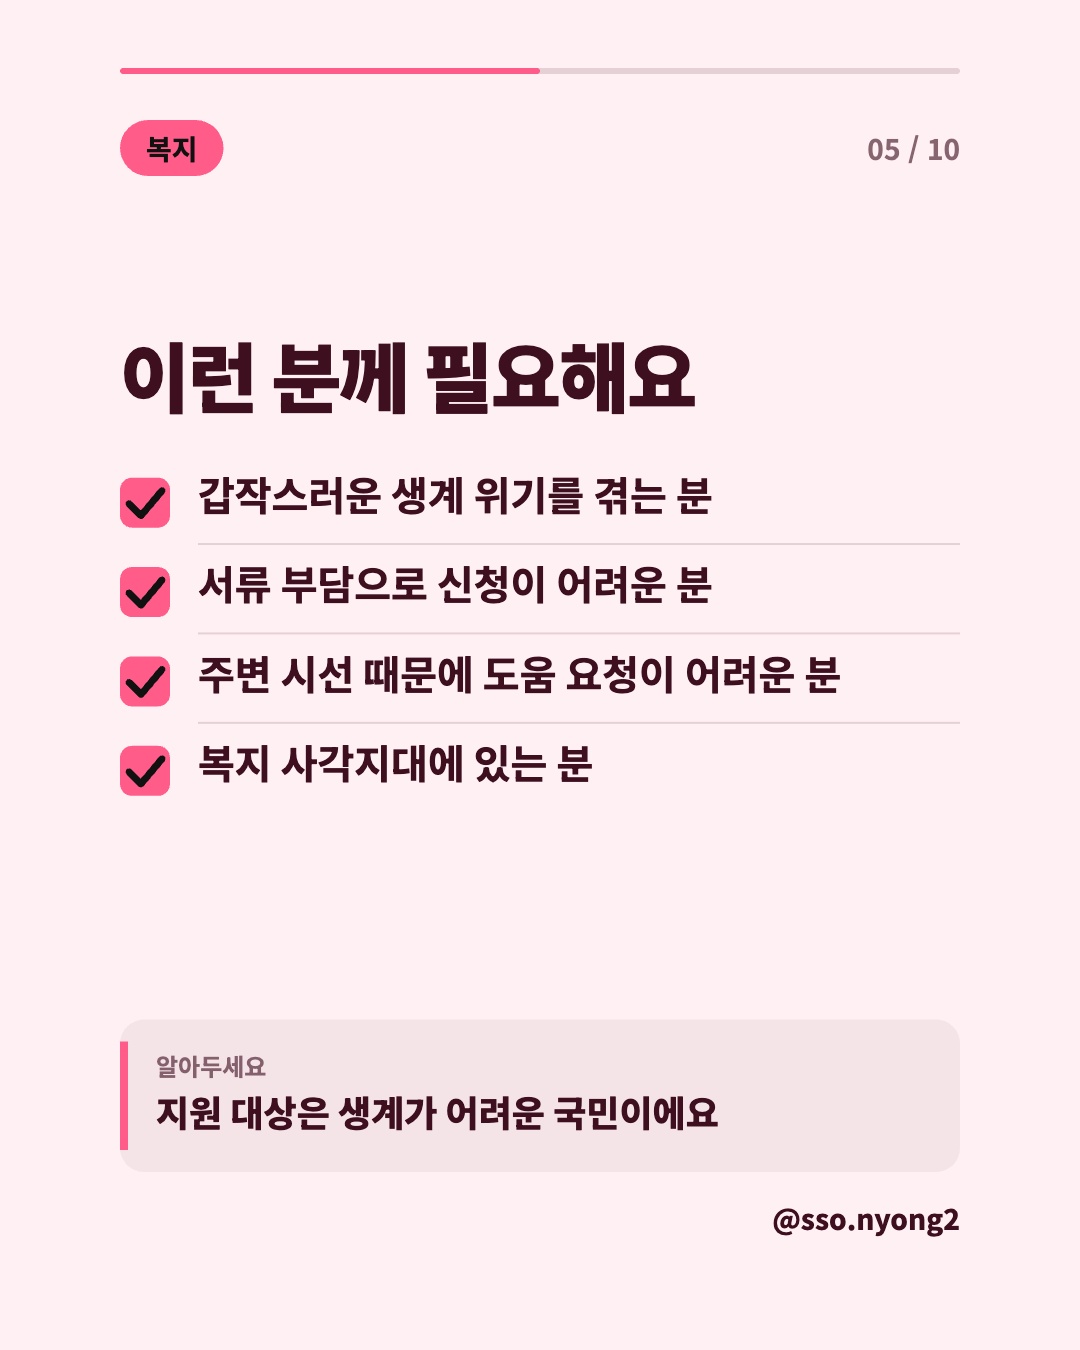 복지
05 / 10
이런 분께 필요해요
갑작스러운 생계 위기를 겪는 분
서류 부담으로 신청이 어려운 분
주변 시선 때문에 도움 요청이 어려운 분
복지 사각지대에 있는 분
알아두세요
지원 대상은 생계가 어려운 국민이에요
@sso.nyong2